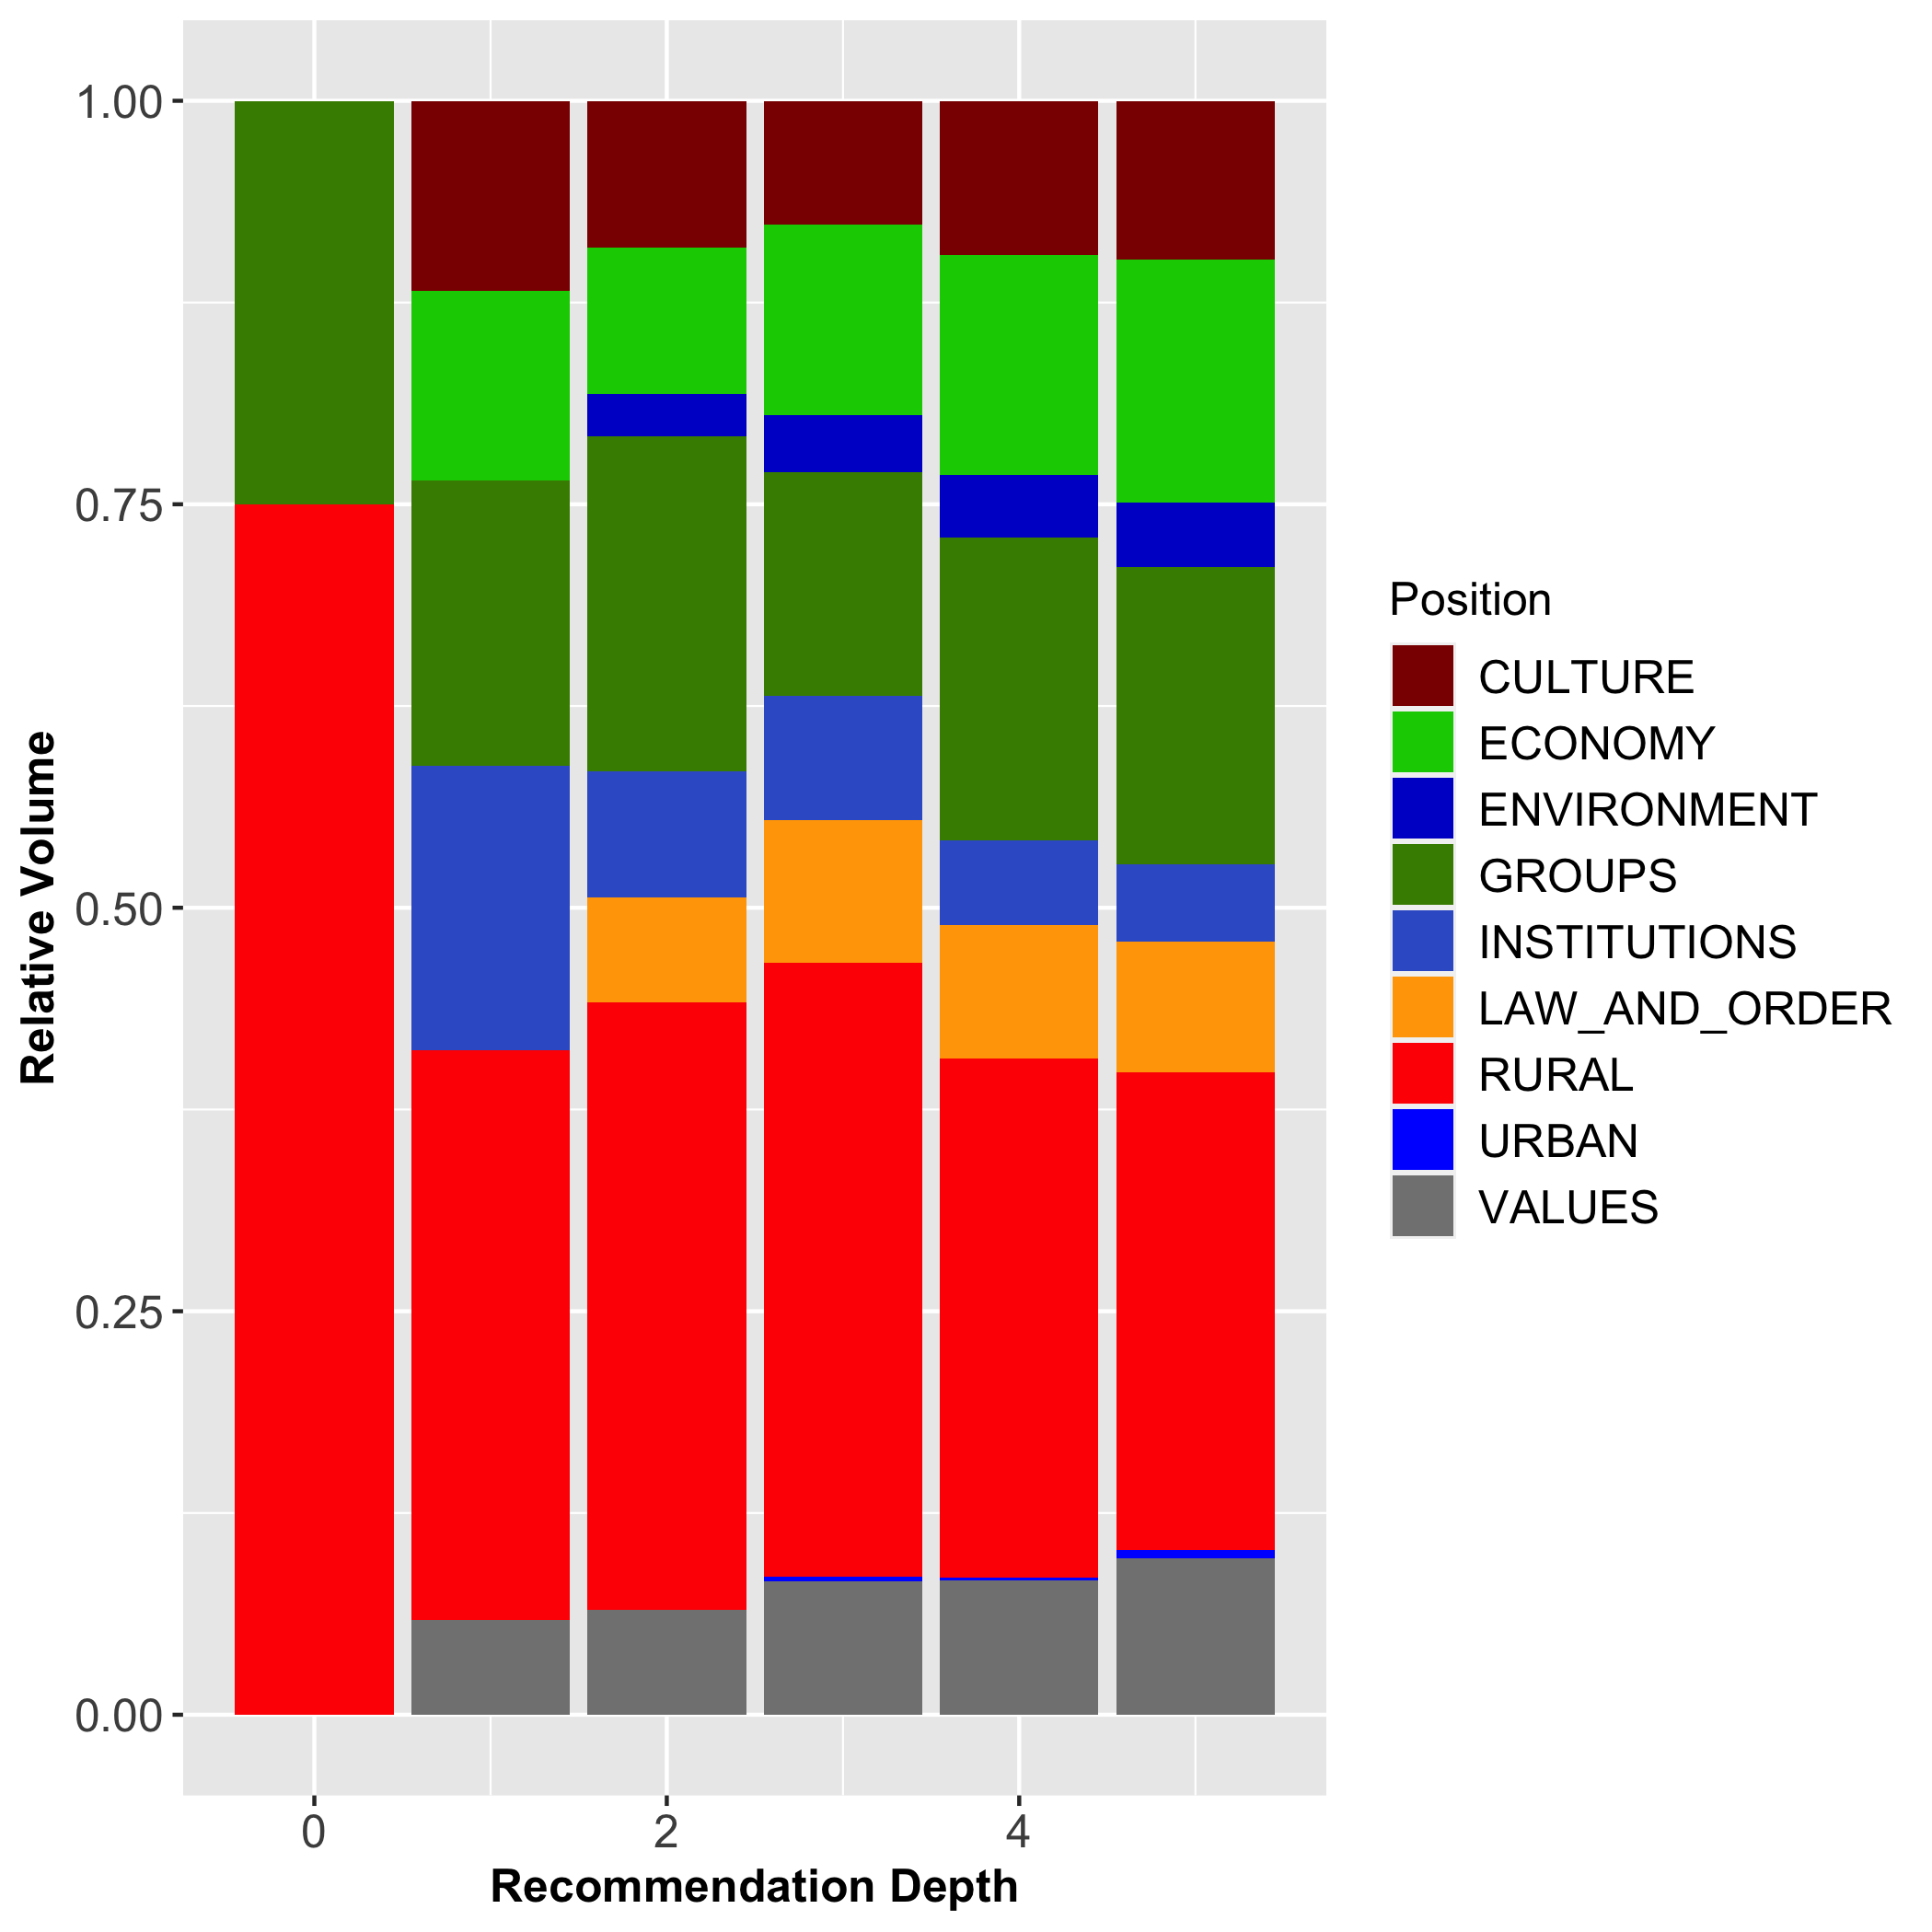 1.00
0.75
0.50
0.25
0.00
Relative Volume
0
2
4
Recommendation Depth
Position
CULTURE
ECONOMY
ENVIRONMENT
GROUPS
INSTITUTIONS
LAW_AND_ORDER
RURAL
URBAN
VALUES